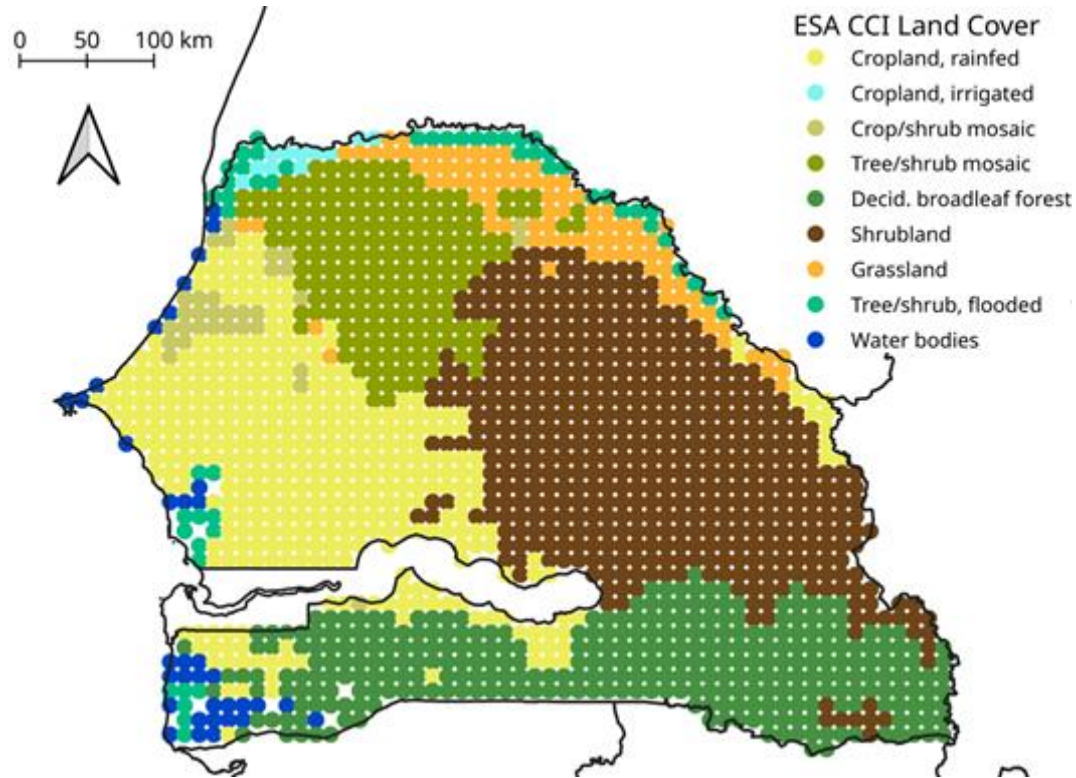 0 50 100 km
ESA CCI Land Cover
Cropland, rainfed
Cropland, irrigated
Crop/shrub mosaic
Tree/shrub mosaic
Decid. broadleaf forest
Shrubland
Grassland
Tree/shrub, flooded
Water bodies